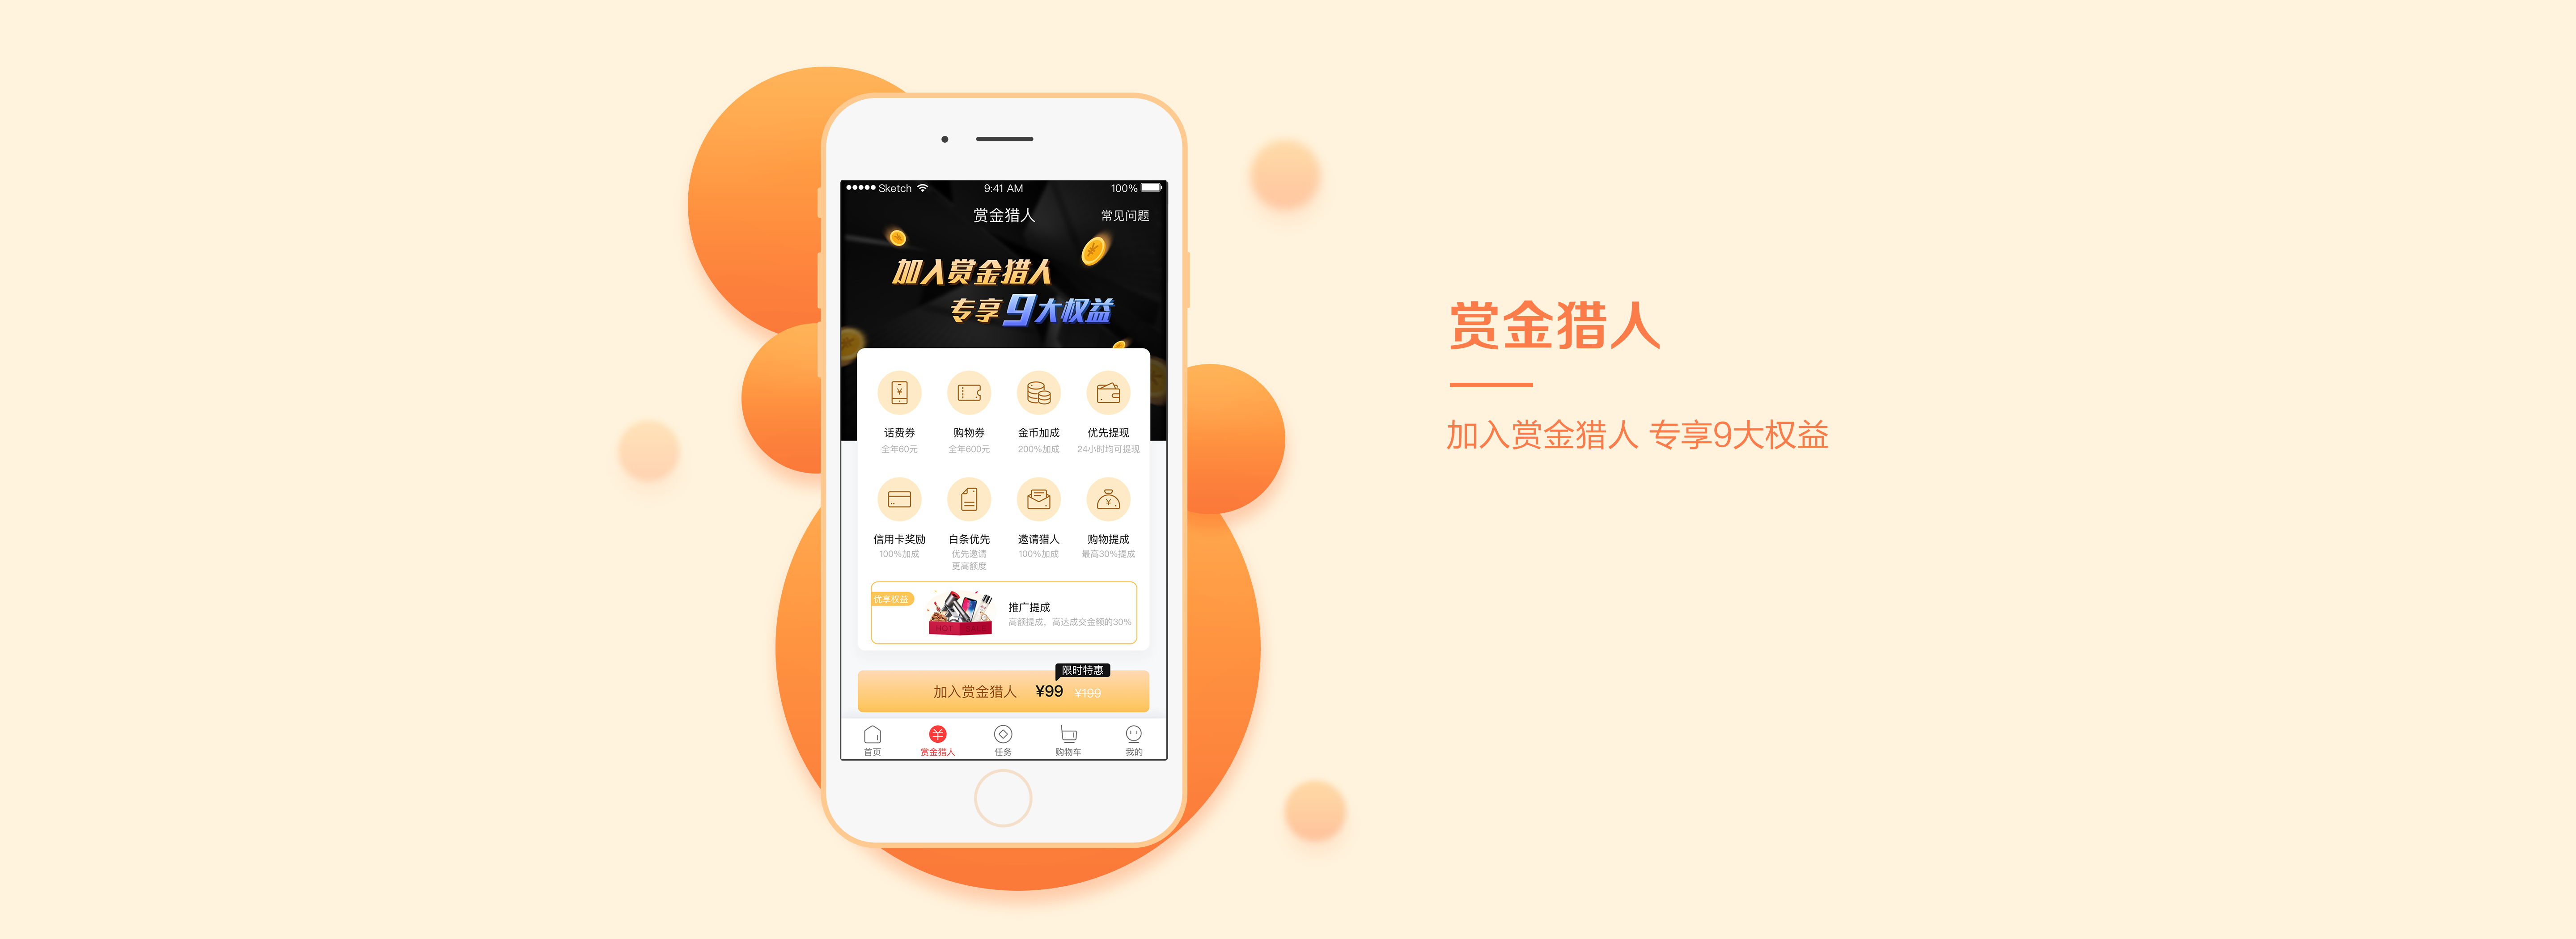 Sketch 9:41 AM 100%
赏金猎人 常见问题
加入赏金猎人
专享9大权益
话费券 购物券 金币加成 优先提现
全年60元 全年600元 200%加成 24小时均可提现
信用卡奖励 白条优先 邀请猎人 购物提成
100%加成 优先邀请 100%加成 最高30%提成
更高额度
优享权益
HOT
推广提成
高额提成，高达成交金额的30%
限时特惠
加入赏金猎人 ¥99 ¥199
首页 赏金猎人 任务 购物车 我的
赏金猎人
加入赏金猎人 专享9大权益